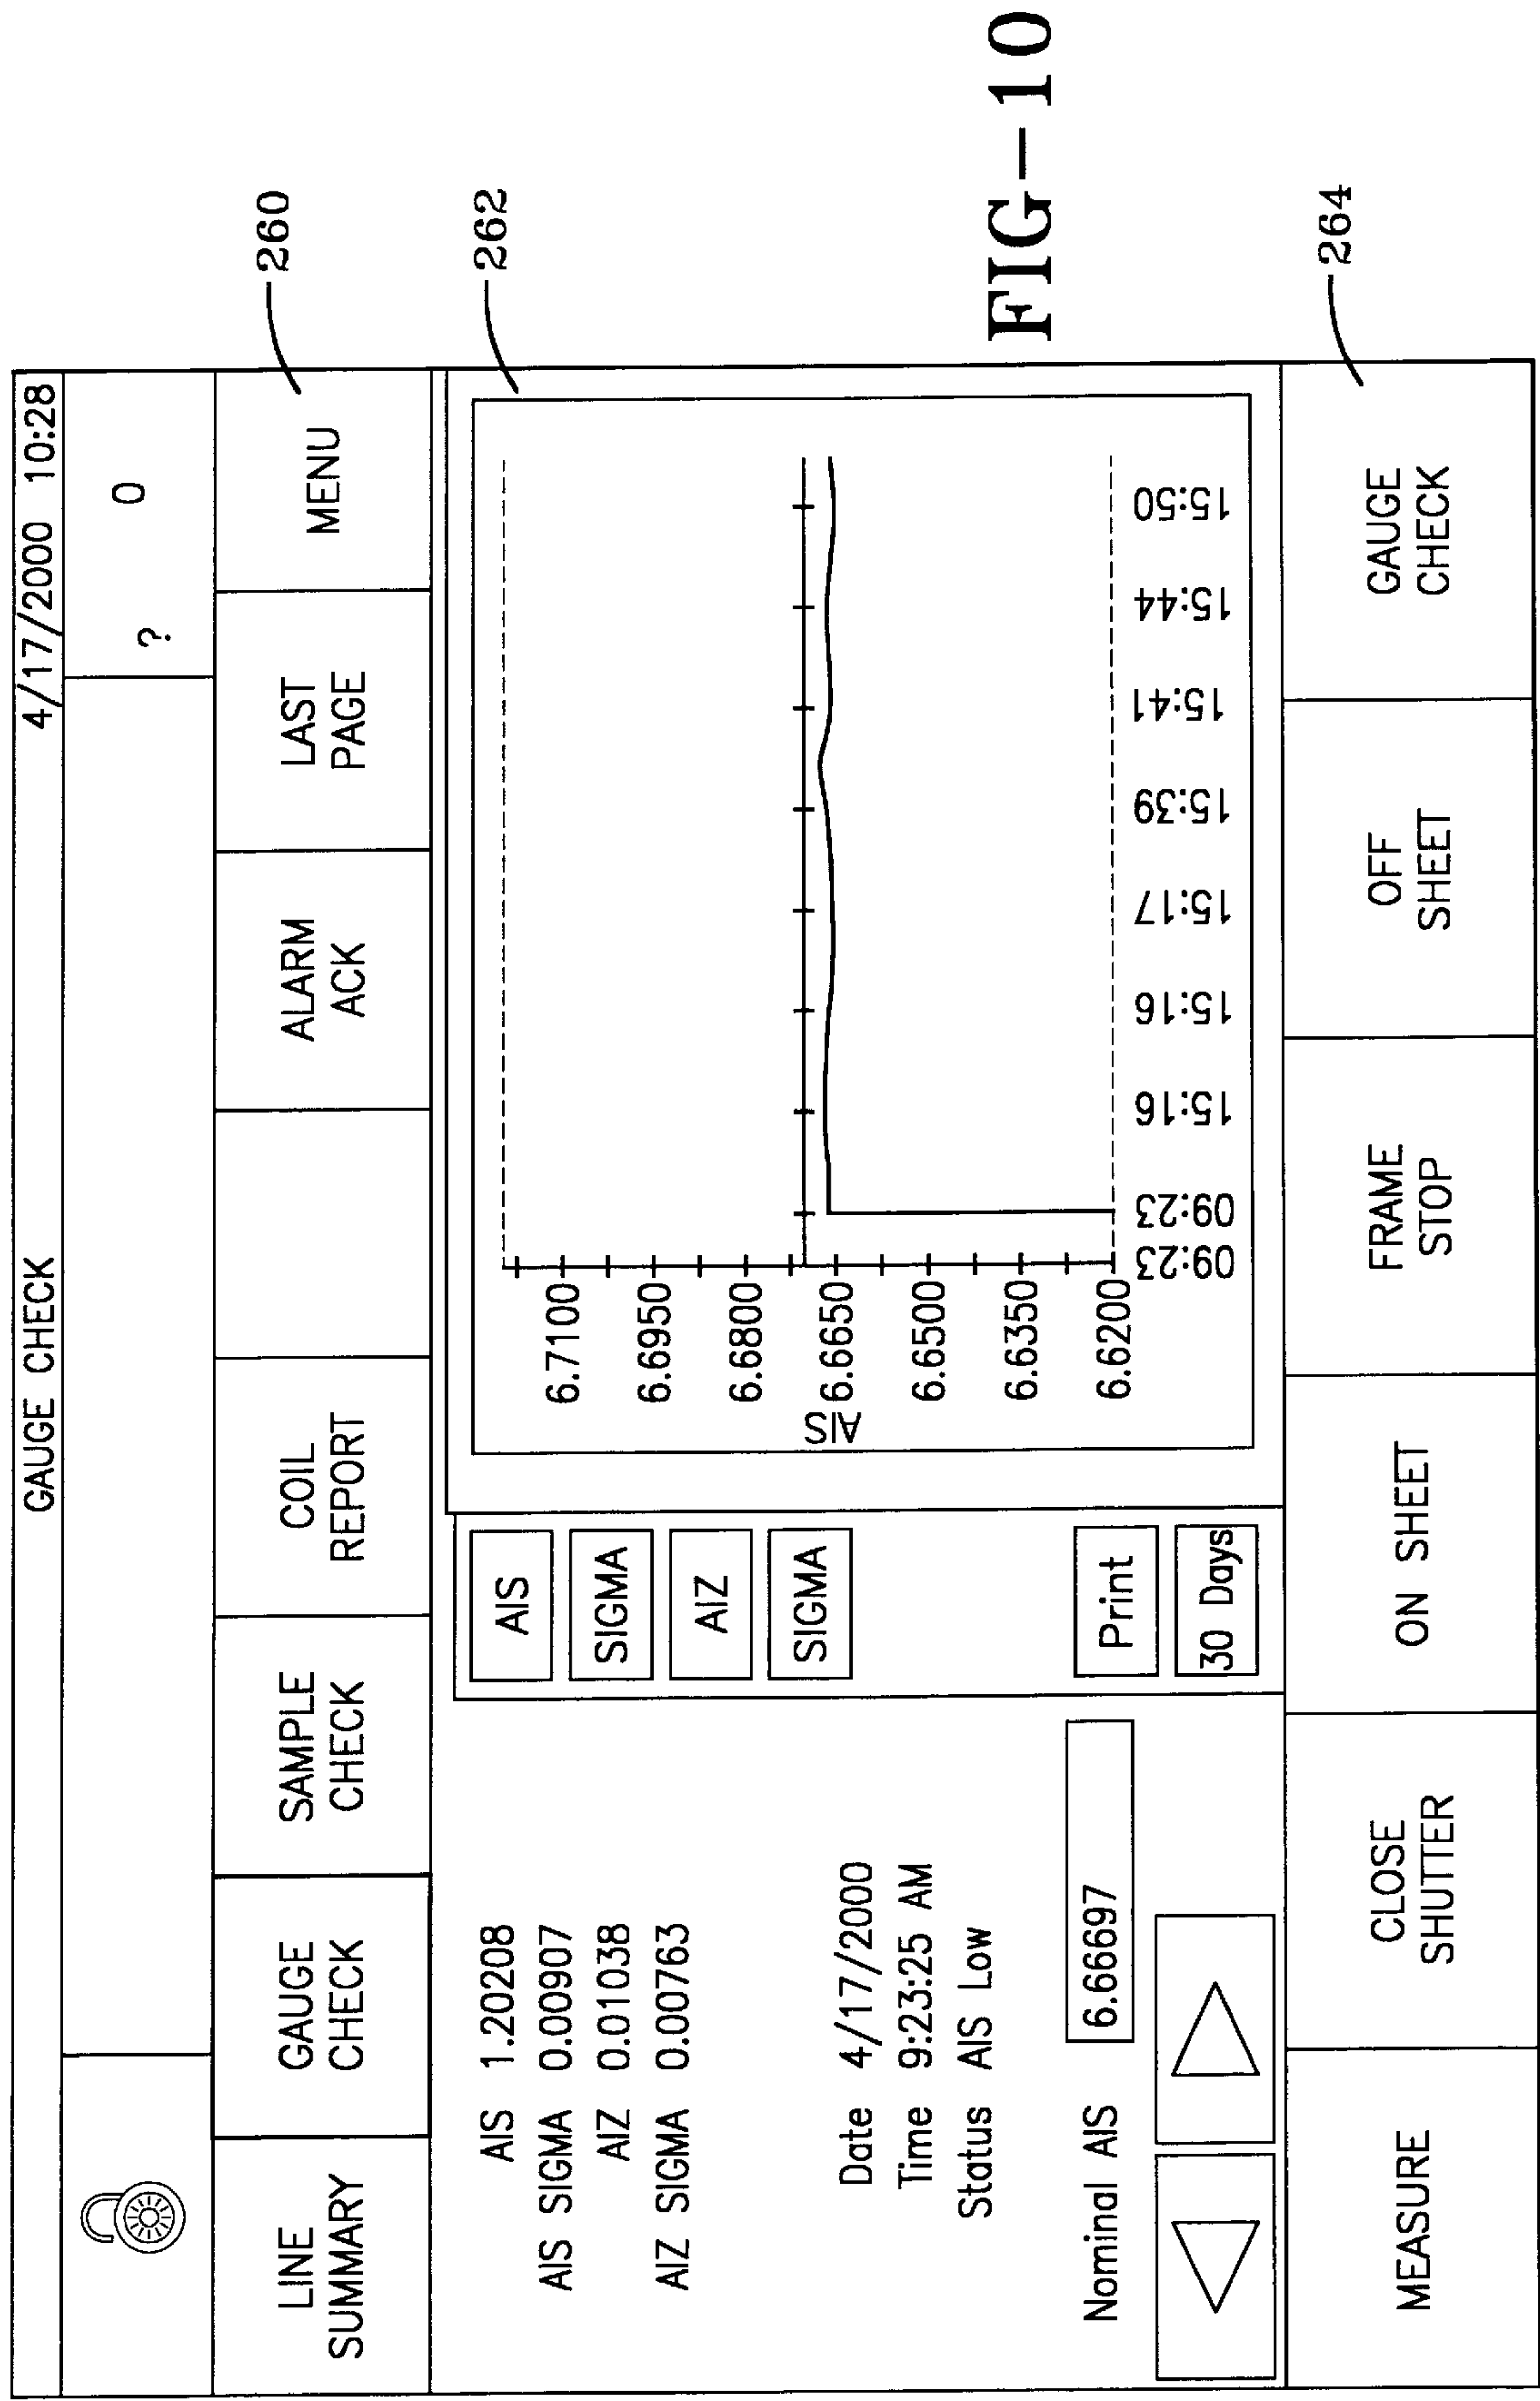 GAUGE CHECK 4/17/2000 10:28
? 0
LINE
SUMMARY
GAUGE
CHECK
SAMPLE
CHECK
COIL
REPORT
ALARM
ACK
LAST
PAGE
MENU
260
AIS 1.20208
AIS SIGMA 0.00907
AIZ 0.01038
AIZ SIGMA 0.00763
Date 4/17/2000
Time 9:23:25 AM
Status AIS Low
Nominal AIS 6.66697
AIS
SIGMA
AIZ
SIGMA
Print
30 Days
262
AIS
6.7100
6.6950
6.6800
6.6650
6.6500
6.6350
6.6200
09:23
09:23
15:16
15:16
15:17
15:39
15:41
15:44
15:50
MEASURE
CLOSE
SHUTTER
ON SHEET
FRAME
STOP
OFF
SHEET
GAUGE
CHECK
264
FIG-10